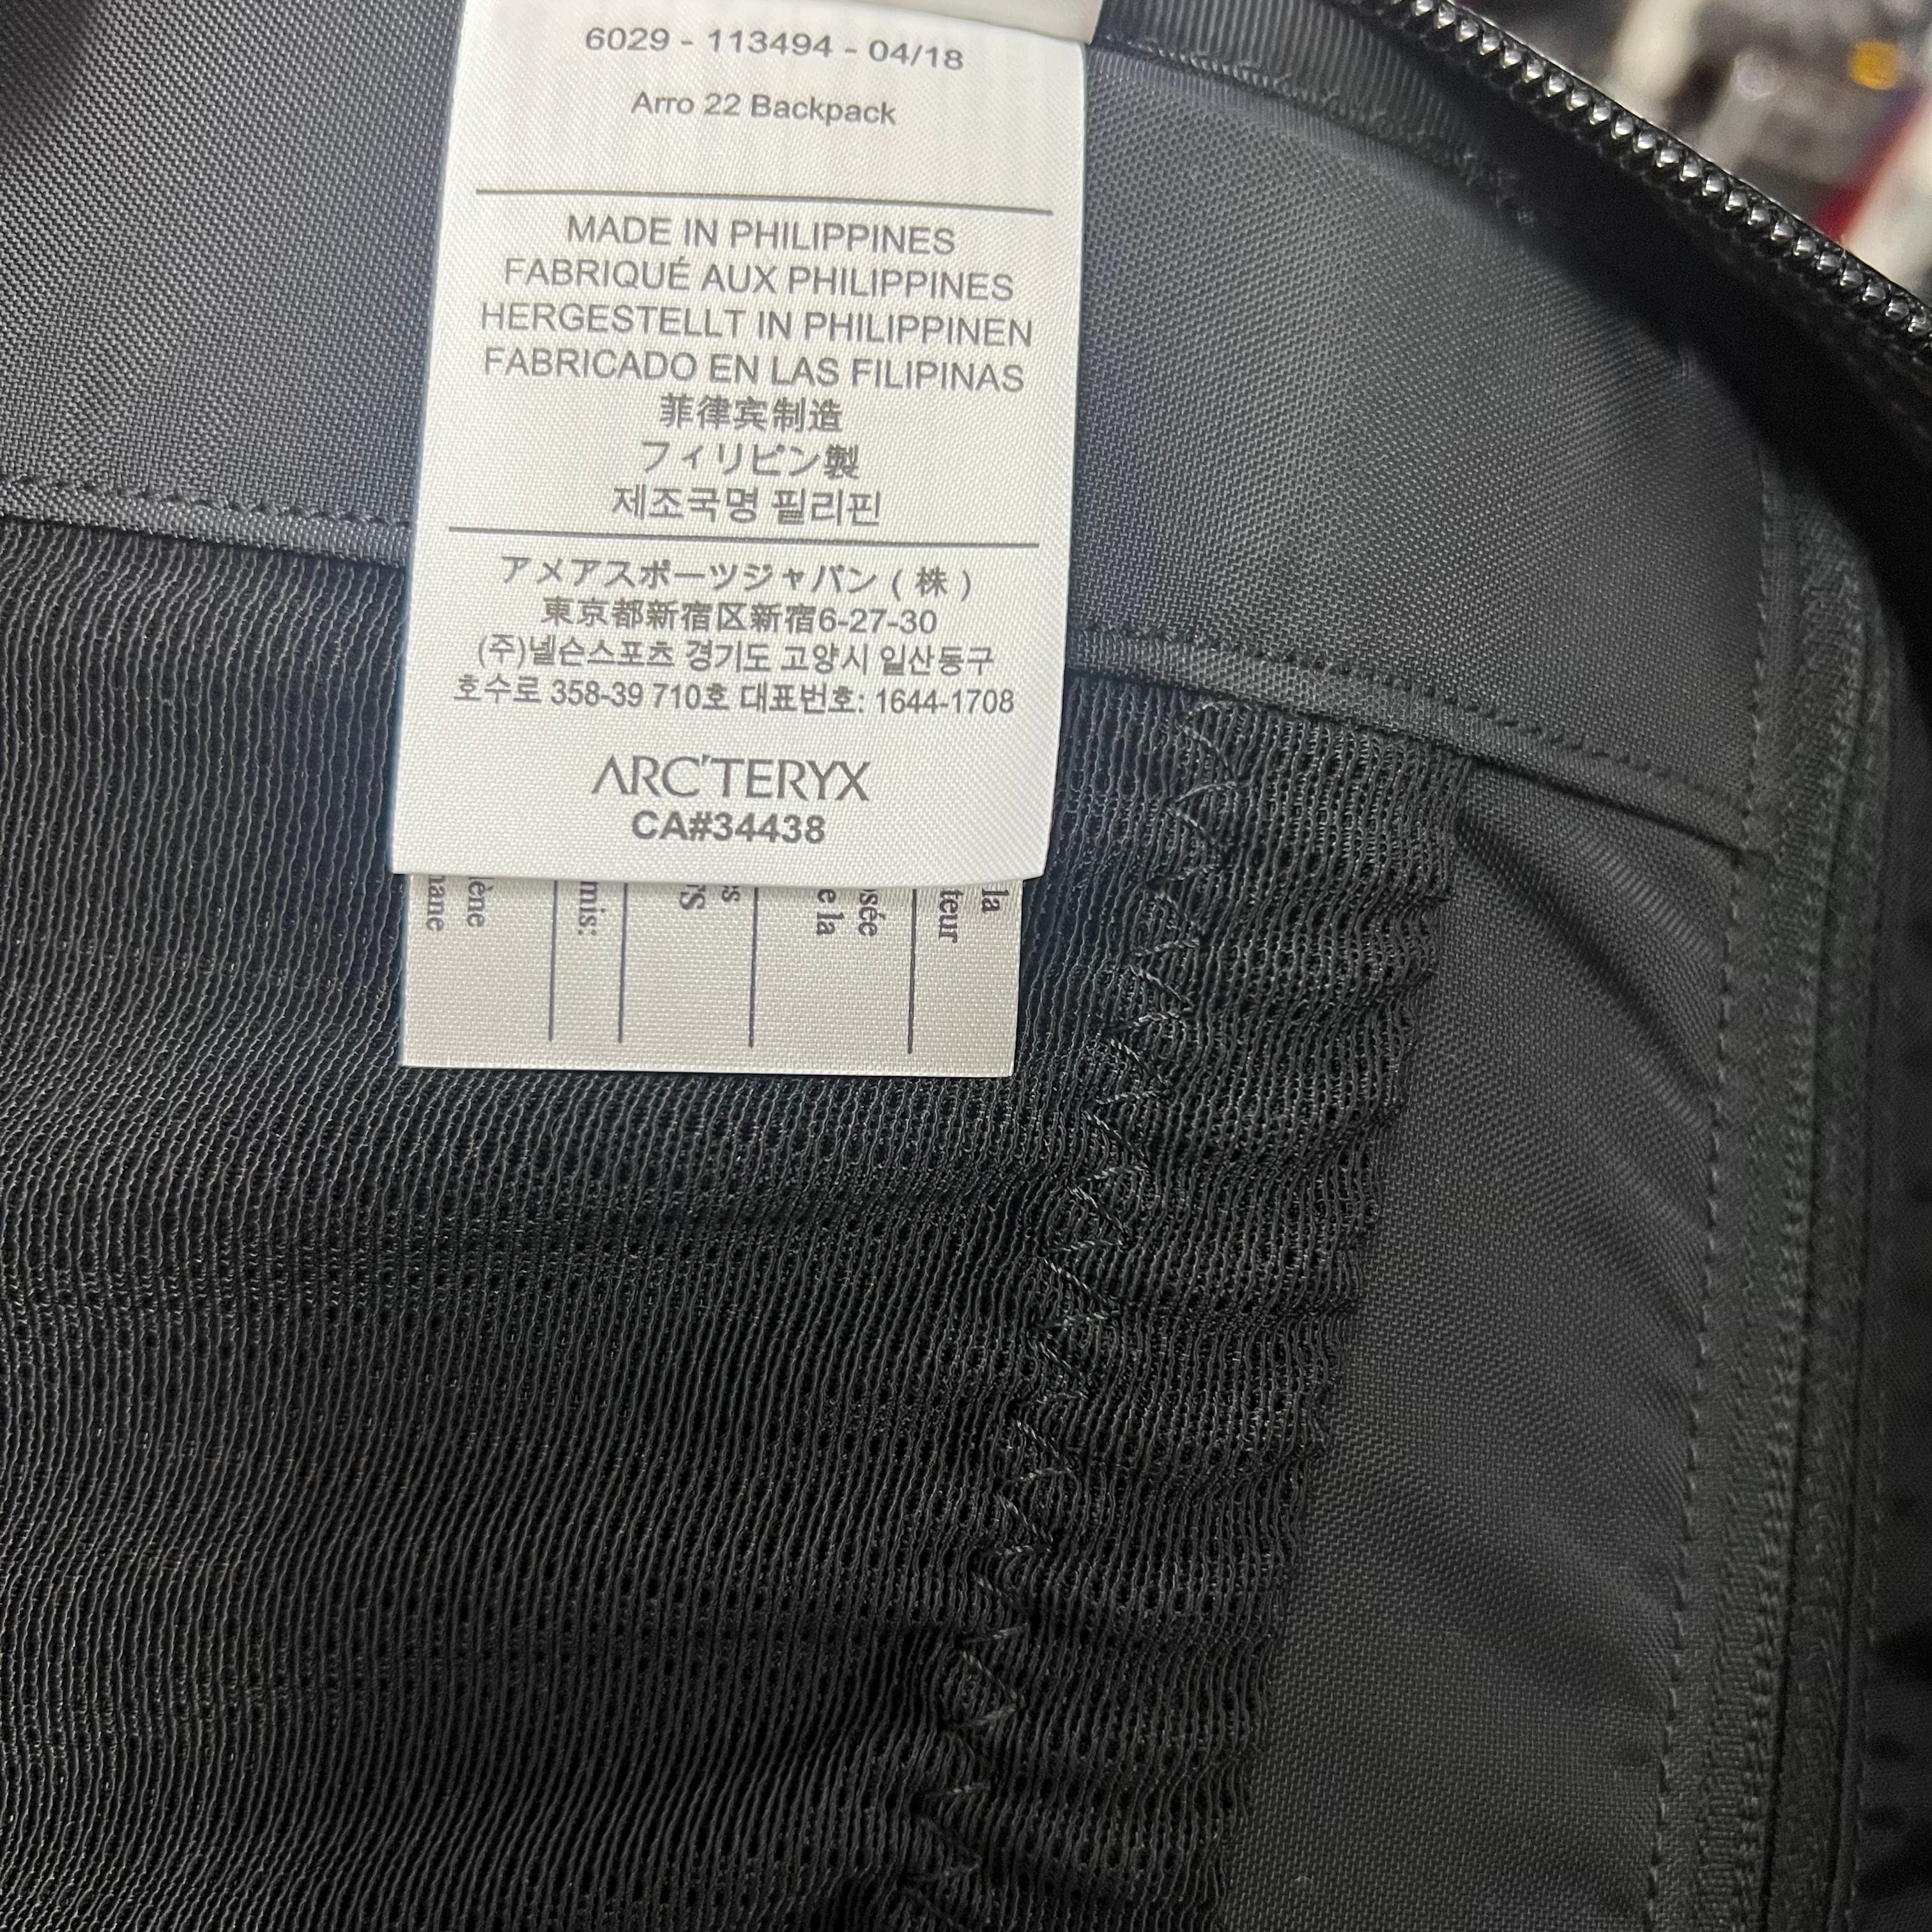 6029 - 113494 - 04/18
Arro 22 Backpack
MADE IN PHILIPPINES
FABRIQUÉ AUX PHILIPPINES
HERGESTELLT IN PHILIPPINEN
FABRICADO EN LAS FILIPINAS
菲律宾制造
フィリピン製
제조국명 필리핀
アメアスポーツジャパン ( 株 )
東京都新宿区新宿6-27-30
(주)넬슨스포츠 경기도 고양시 일산동구
호수로 358-39 710호 대표번호: 1644-1708
ARC'TERYX
CA#34438
la
teur
sée
e la
mis: